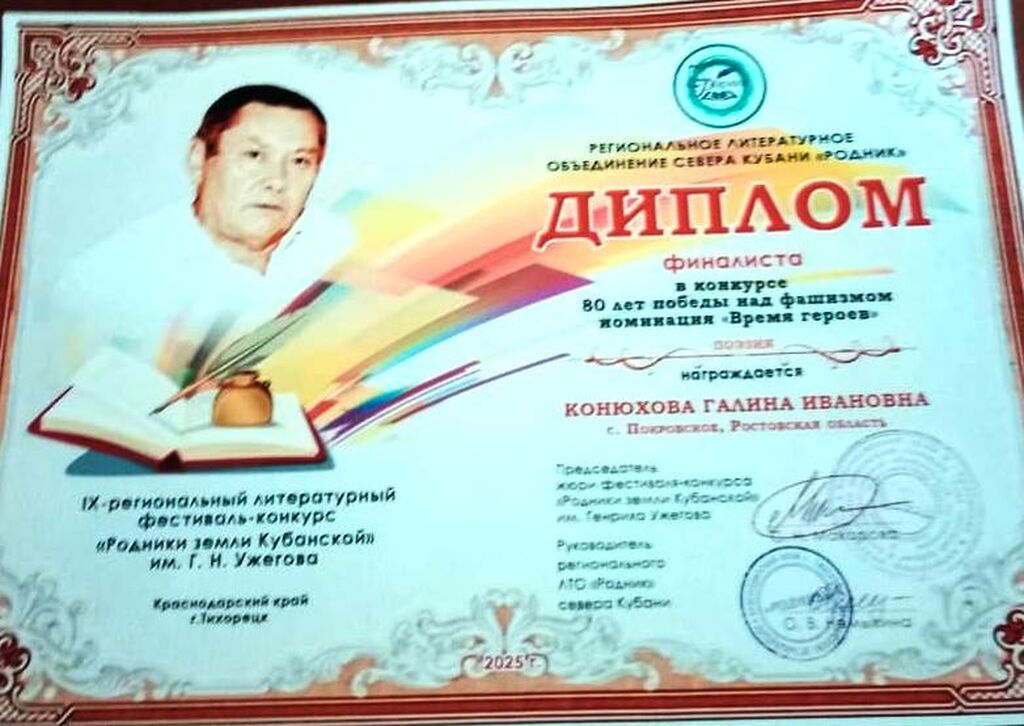 РЕГИОНАЛЬНОЕ ЛИТЕРАТУРНОЕ
ОБЪЕДИНЕНИЕ СЕВЕРА КУБАНИ «РОДНИК»
ДИПЛОМ
финалиста
в конкурсе
80 лет победы над фашизмом
номинация «Время героев»
поэзия
награждается
КОНЮХОВА ГАЛИНА ИВАНОВНА
с. Покровское, Ростовская область
Председатель
жюри фестиваля-конкурса
«Родники земли Кубанской»
им. Генриха Ужегова
Руководитель
регионального
ЛТО «Родник»
севера Кубани
IX-региональный литературный
фестиваль-конкурс
«Родники земли Кубанской»
им. Г. Н. Ужегова
Краснодарский край
г.Тихорецк
2025 г.